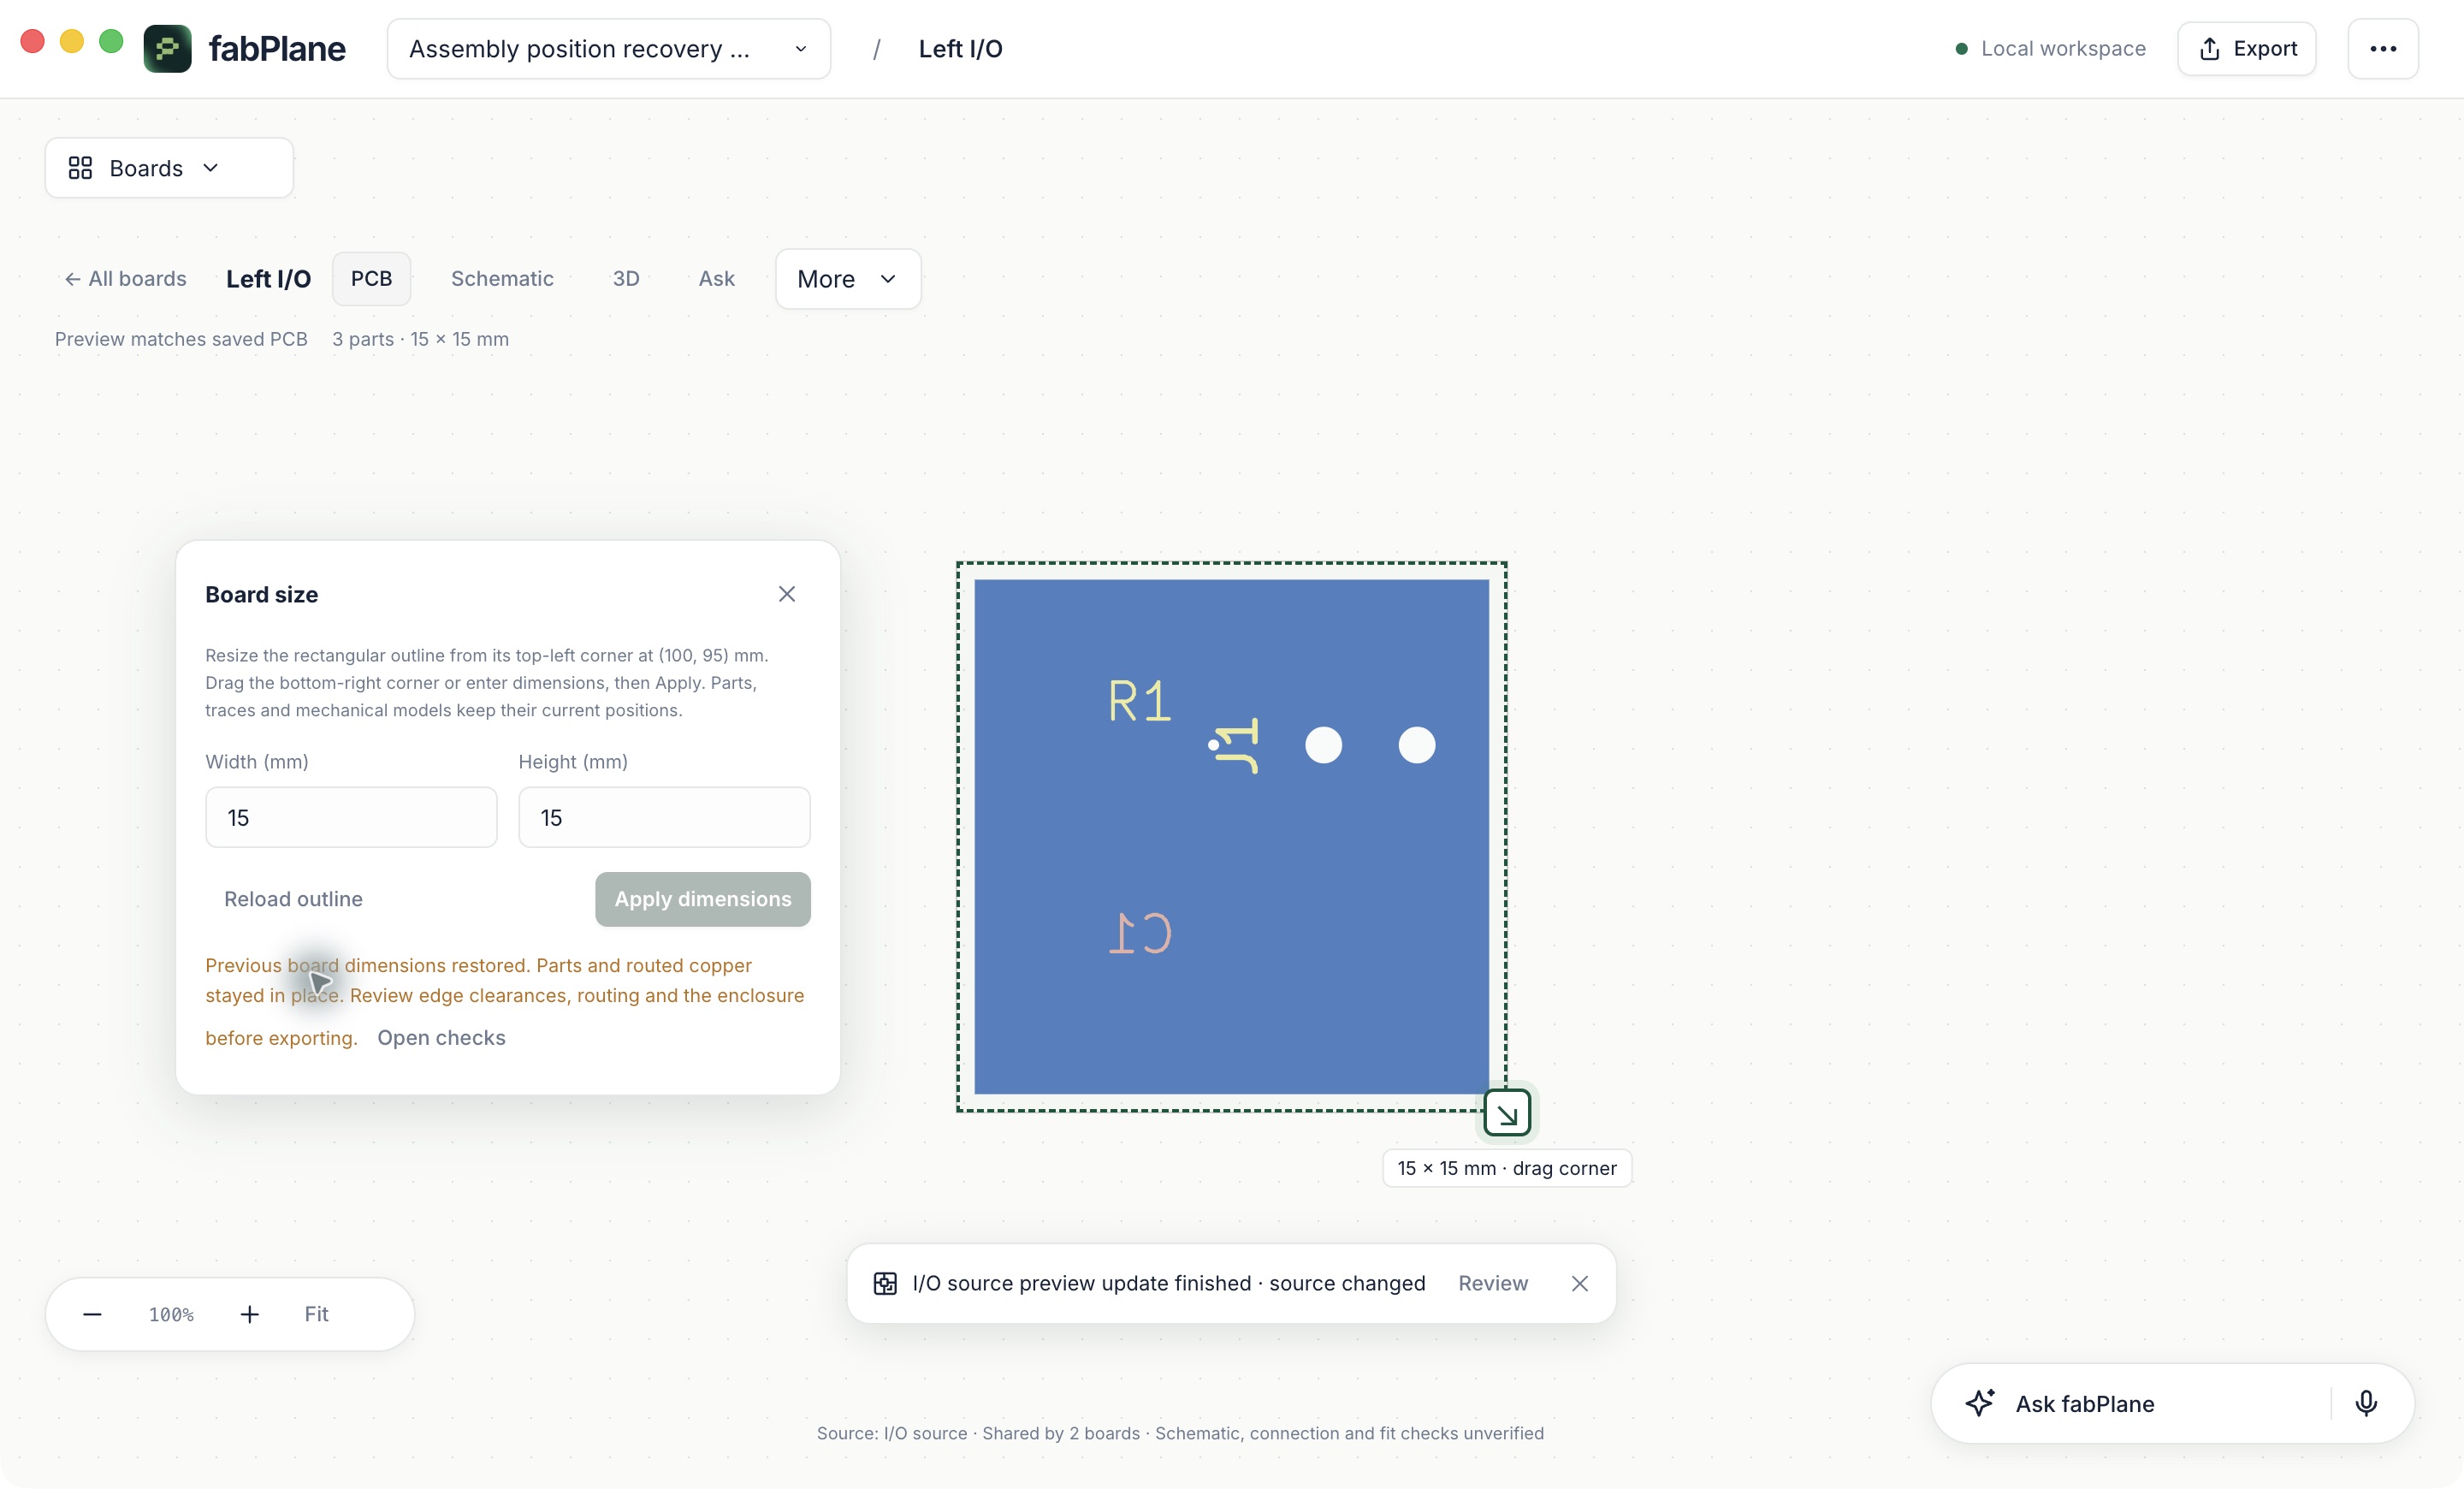 fabPlane
Assembly position recovery ...
/
Left I/O
Local workspace
Export
Boards
← All boards
Left I/O
PCB
Schematic
3D
Ask
More
Preview matches saved PCB
3 parts · 15 × 15 mm
Board size
Resize the rectangular outline from its top-left corner at (100, 95) mm.
Drag the bottom-right corner or enter dimensions, then Apply. Parts,
traces and mechanical models keep their current positions.
Width (mm)
Height (mm)
15
15
Reload outline
Apply dimensions
Previous board dimensions restored. Parts and routed copper
stayed in place. Review edge clearances, routing and the enclosure
before exporting.
Open checks
R1
J1
C1
15 × 15 mm · drag corner
I/O source preview update finished · source changed
Review
100%
Fit
Ask fabPlane
Source: I/O source · Shared by 2 boards · Schematic, connection and fit checks unverified